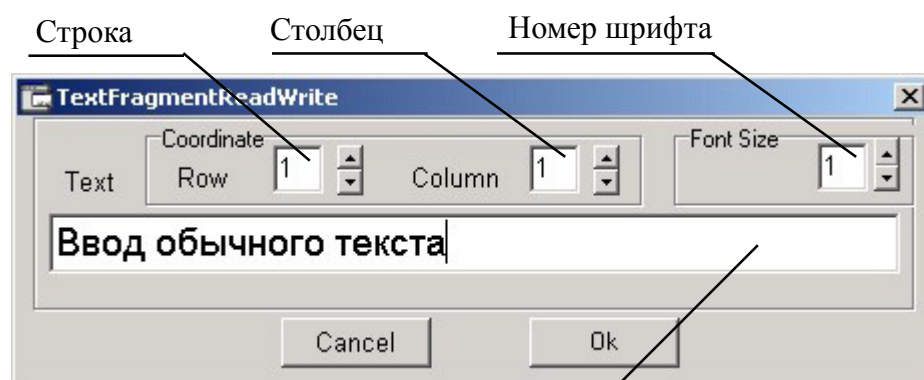 Строка Столбец Номер шрифта
TextFragmentReadWrite
Coordinate Font Size
Text Row 1 Column 1 1
Ввод обычного текста
Cancel Ok